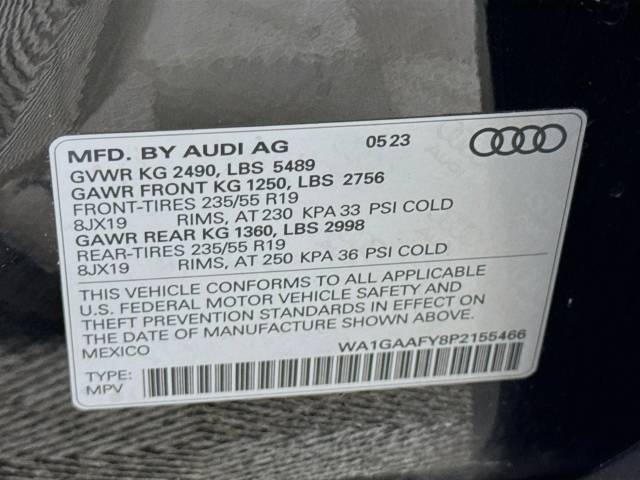 MFD. BY AUDI AG 05 23
GVWR KG 2490, LBS 5489
GAWR FRONT KG 1250, LBS 2756
FRONT-TIRES 235/55 R19
8JX19 RIMS, AT 230 KPA 33 PSI COLD
GAWR REAR KG 1360, LBS 2998
REAR-TIRES 235/55 R19
8JX19 RIMS, AT 250 KPA 36 PSI COLD
THIS VEHICLE CONFORMS TO ALL APPLICABLE
U.S. FEDERAL MOTOR VEHICLE SAFETY AND
THEFT PREVENTION STANDARDS IN EFFECT ON
THE DATE OF MANUFACTURE SHOWN ABOVE.
MEXICO WA1GAAFY8P2155466
TYPE:
MPV